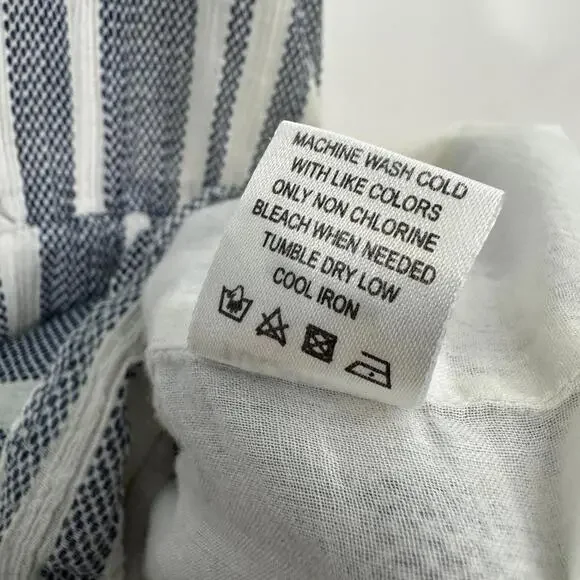 MACHINE WASH COLD
WITH LIKE COLORS
ONLY NON CHLORINE
BLEACH WHEN NEEDED
TUMBLE DRY LOW
COOL IRON